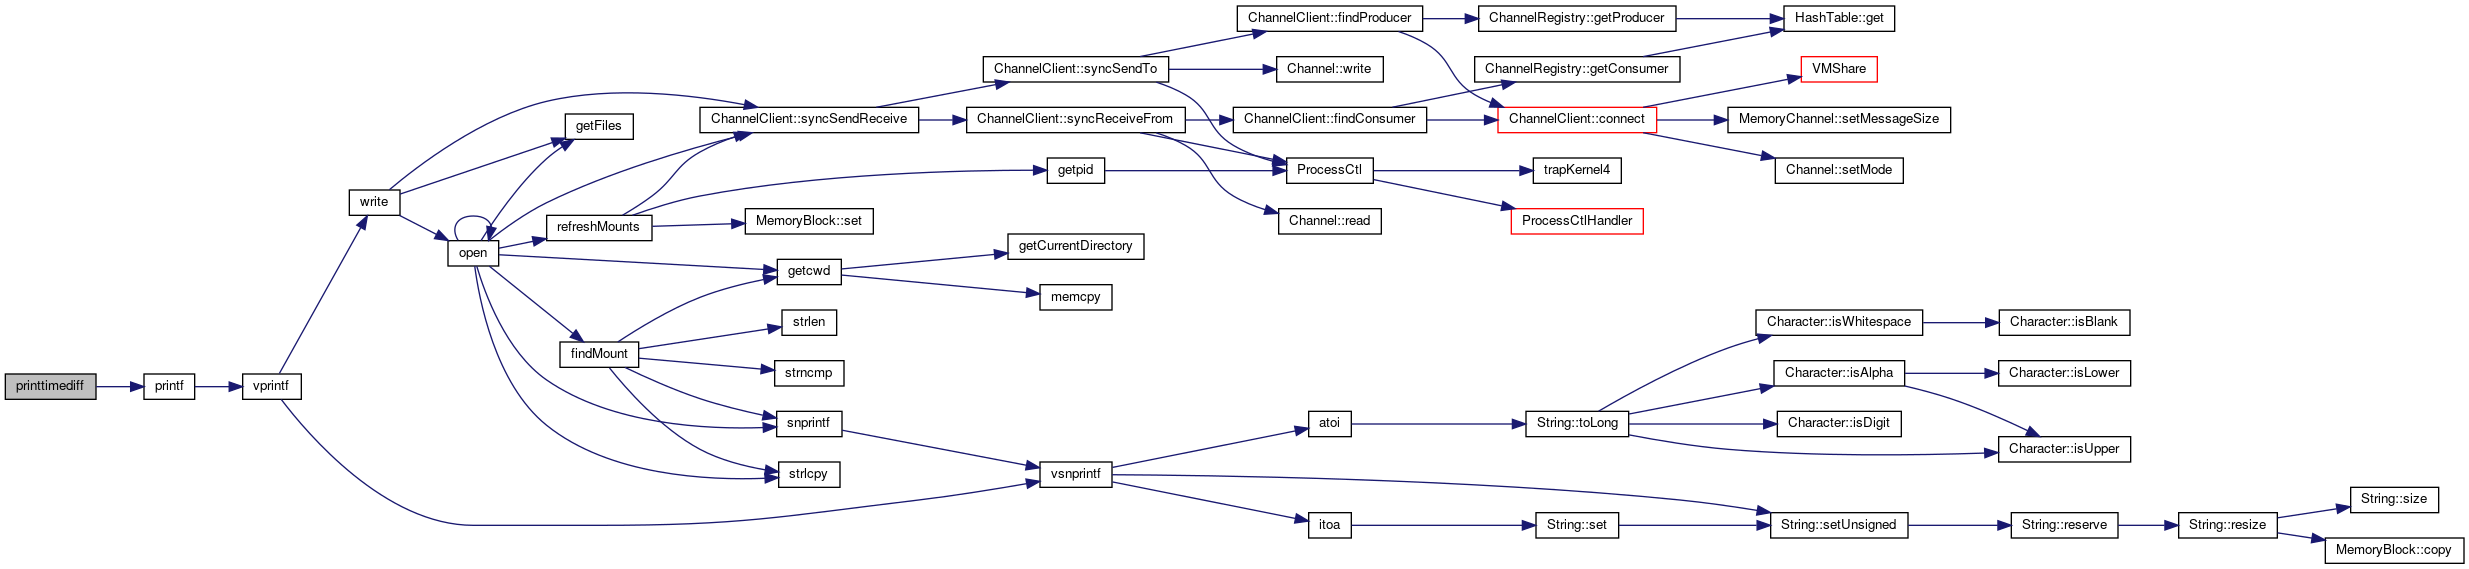 printtimediff
printf
vprintf
write
open
getFiles
refreshMounts
findMount
ChannelClient::syncSendReceive
MemoryBlock::set
getcwd
strlen
strncmp
snprintf
strlcpy
ChannelClient::syncSendTo
ChannelClient::syncReceiveFrom
getpid
getCurrentDirectory
memcpy
vsnprintf
ChannelClient::findProducer
Channel::write
ChannelClient::findConsumer
ProcessCtl
Channel::read
atoi
itoa
ChannelRegistry::getProducer
ChannelRegistry::getConsumer
ChannelClient::connect
trapKernel4
ProcessCtlHandler
String::toLong
String::set
HashTable::get
VMShare
MemoryChannel::setMessageSize
Channel::setMode
Character::isWhitespace
Character::isAlpha
Character::isDigit
String::setUnsigned
Character::isBlank
Character::isLower
Character::isUpper
String::reserve
String::resize
String::size
MemoryBlock::copy